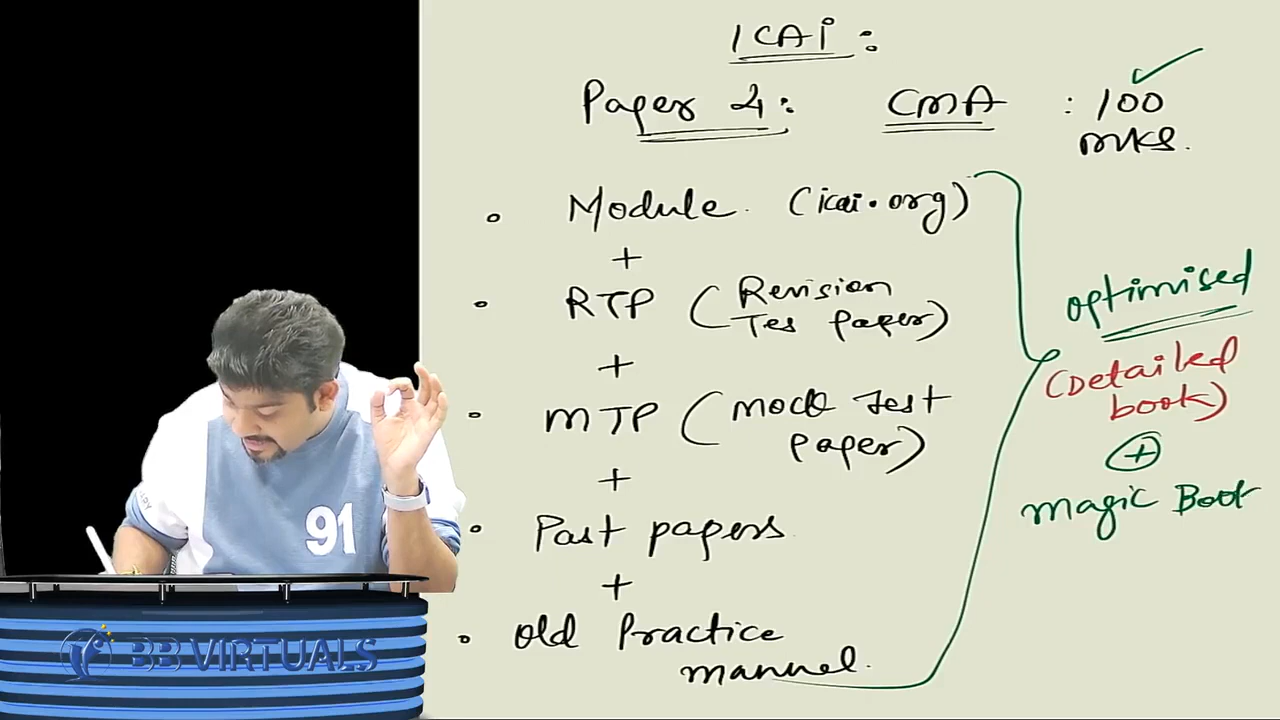 ICAI :
Paper 4 : CMA : 100
mks.
• Module. (icai.org)
+
• RTP (Revision
Tes paper)
+
• MTP (Mock Test
paper)
+
• Past papers
+
• Old Practice
manual.
Optimised
(Detailed
book)
+
Magic Book
91
BB VIRTUALS